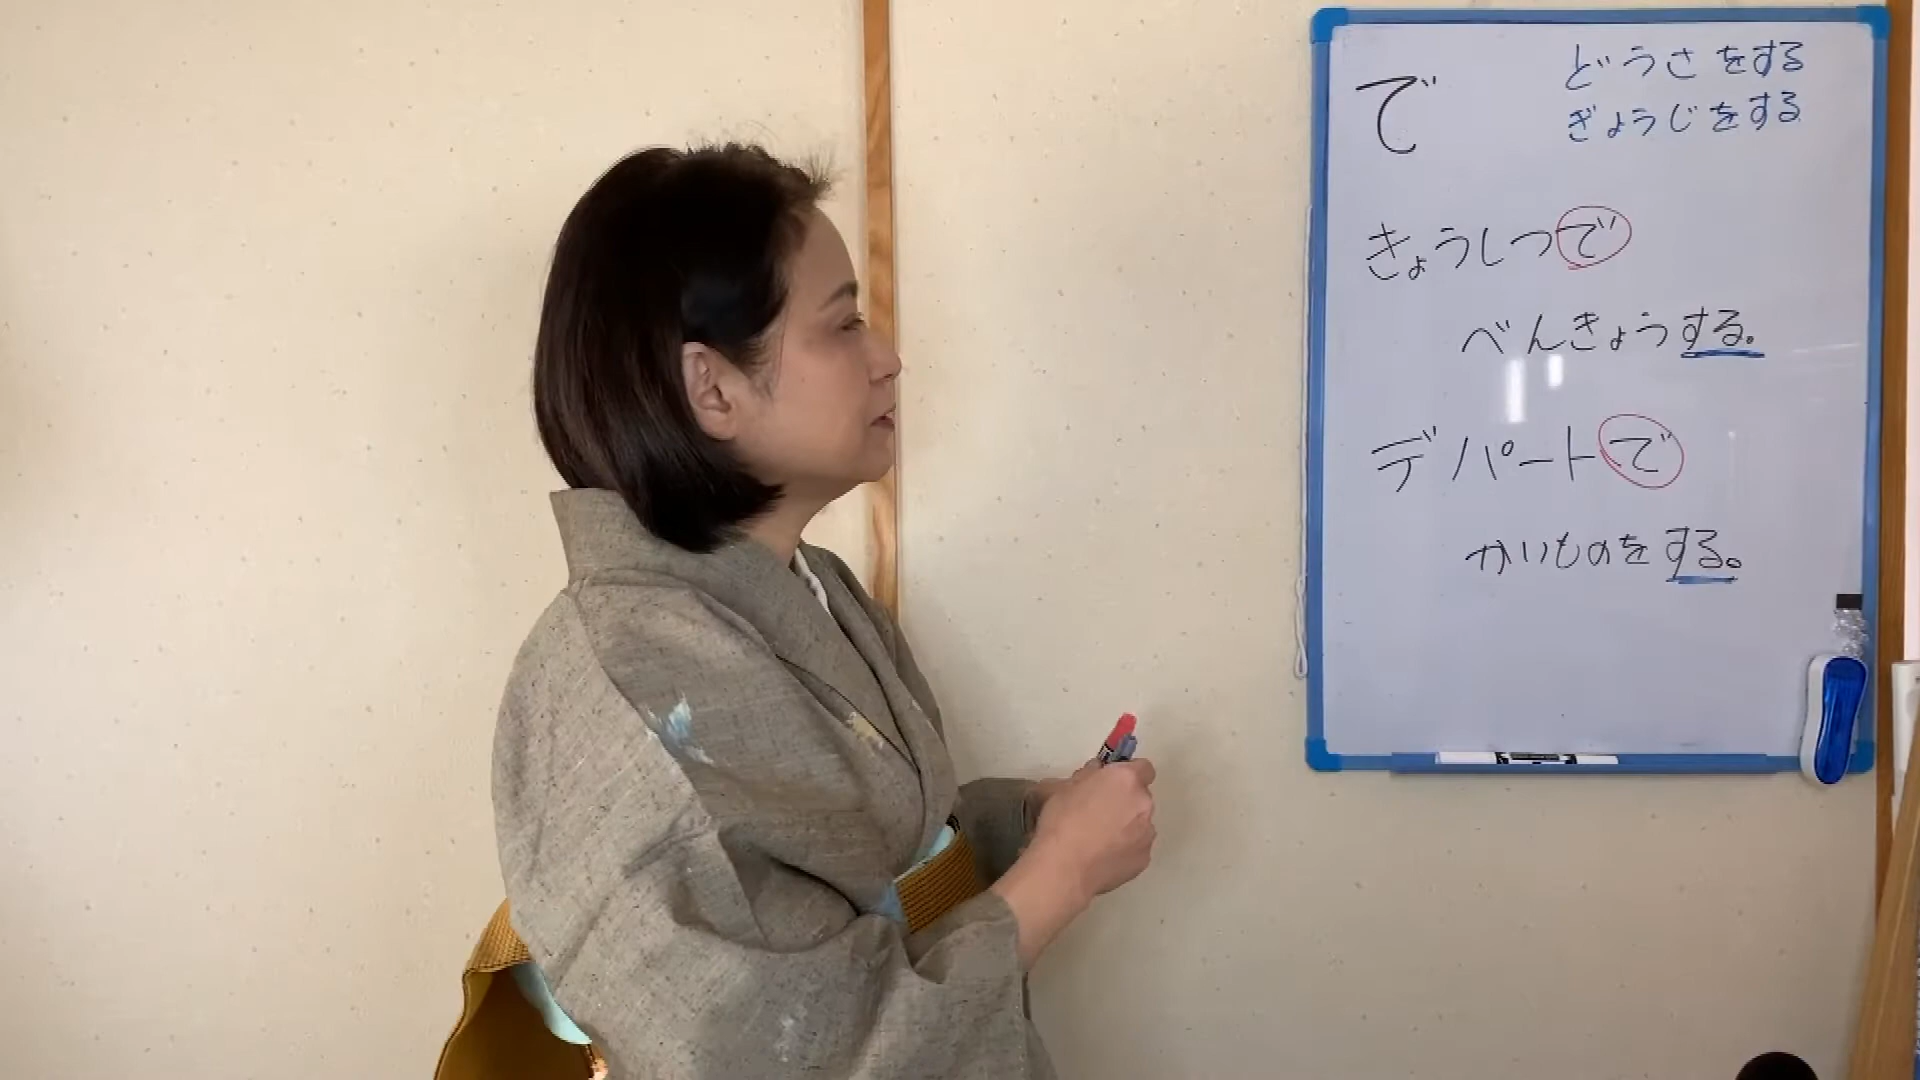 で
どうさをする
ぎょうじをする
きょうしつで
べんきょうする。
デパートで
かいものをする。